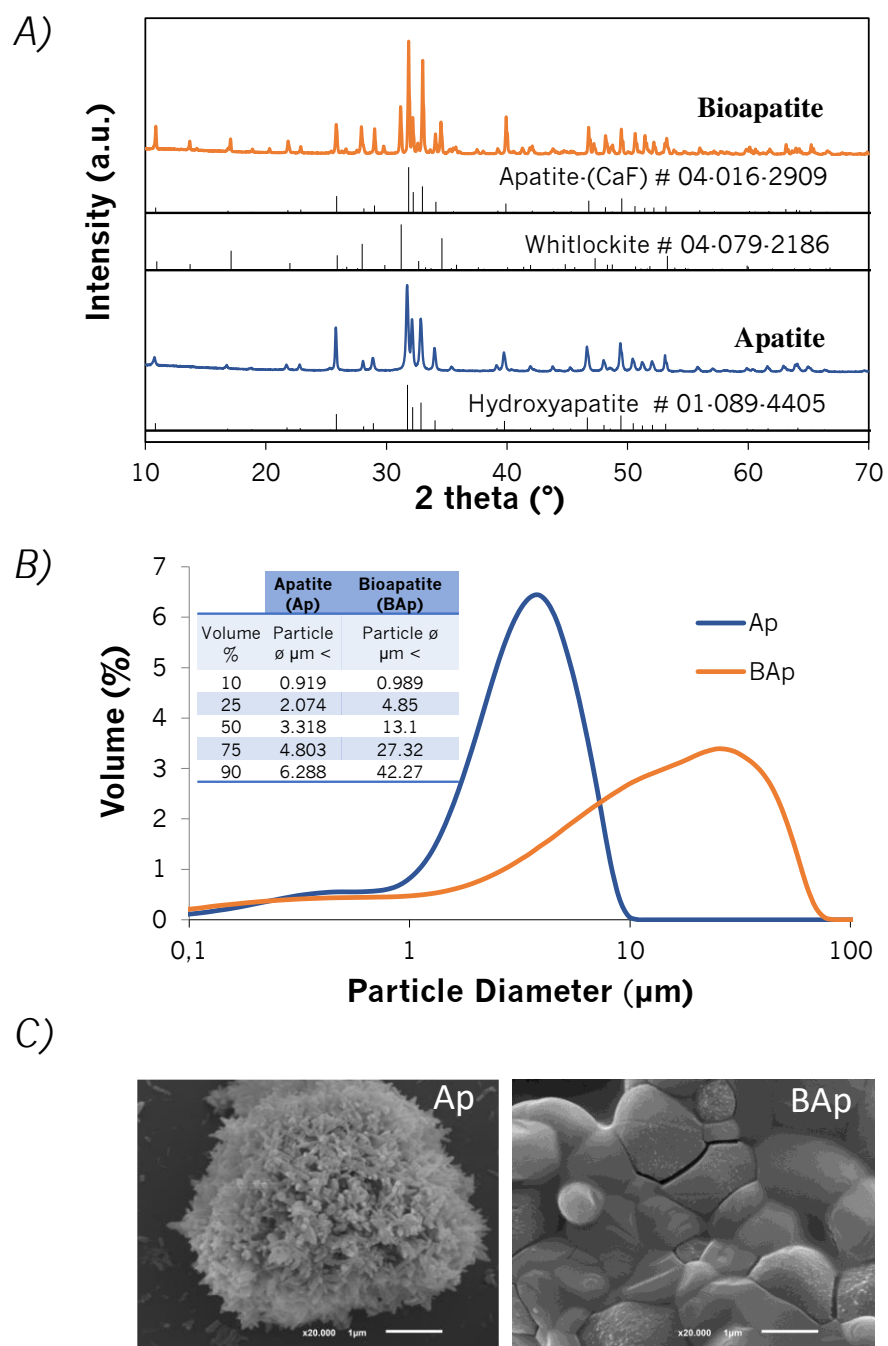 A)
Intensity (a.u.)
Bioapatite
Apatite-(CaF) # 04-016-2909
Whitlockite # 04-079-2186
Apatite
Hydroxyapatite # 01-089-4405
10 20 30 40 50 60 70
2 theta (°)
B)
Volume (%)
7
6
5
4
3
2
1
0
Apatite (Ap) Bioapatite (BAp)
Volume % Particle ø µm < Particle ø µm <
10 0.919 0.989
25 2.074 4.85
50 3.318 13.1
75 4.803 27.32
90 6.288 42.27
Ap
BAp
0,1 1 10 100
Particle Diameter (µm)
C)
Ap
x20.000 1µm
BAp
x20.000 1µm